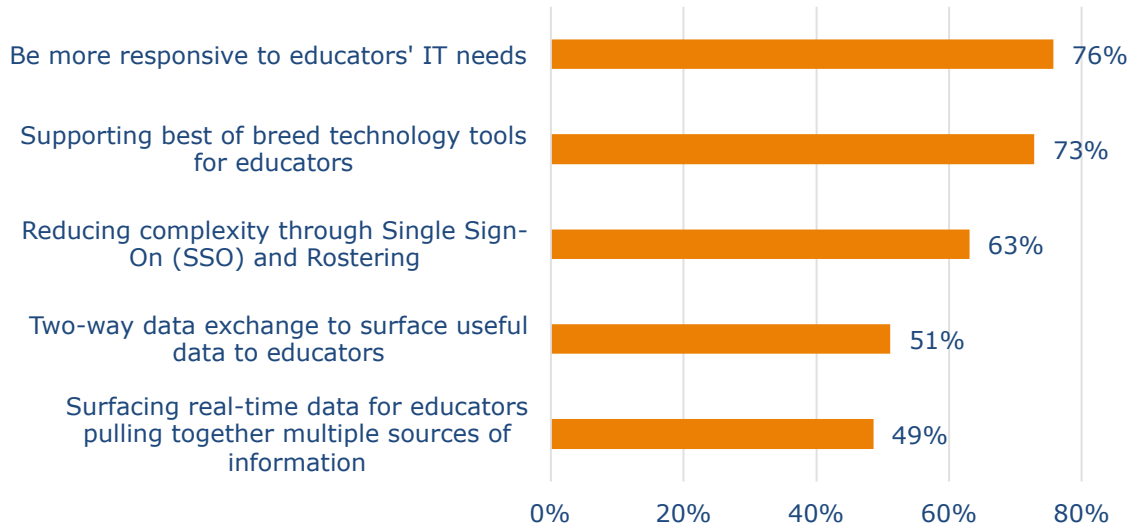 Be more responsive to educators' IT needs
76%
Supporting best of breed technology tools
for educators
73%
Reducing complexity through Single Sign-
On (SSO) and Rostering
63%
Two-way data exchange to surface useful
data to educators
51%
Surfacing real-time data for educators
pulling together multiple sources of
information
49%
0% 20% 40% 60% 80%